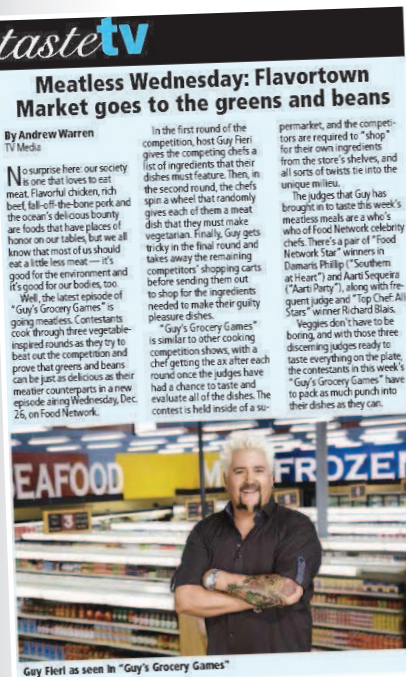 taste tv
Meatless Wednesday: Flavortown
Market goes to the greens and beans
By Andrew Warren
TV Media
No surprise here: our society
is one that loves to eat
meat. Flavorful chicken, rich
beef, fall-off-the-bone pork and
the ocean's delicious bounty
are foods that have places of
honor on our tables, but we all
know that most of us should
eat a little less meat — it's
good for the environment and
it's good for our bodies, too.
Well, the latest episode of
"Guy's Grocery Games" is
going meatless. Contestants
cook through three vegetable-
inspired rounds as they try to
beat out the competition and
prove that greens and beans
can be just as delicious as their
meatier counterparts in a new
episode airing Wednesday, Dec.
26, on Food Network.
In the first round of the
competition, host Guy Fieri
gives the competing chefs a
list of ingredients that their
dishes must feature. Then, in
the second round, the chefs
spin a wheel that randomly
gives each of them a meat
dish that they must make
vegetarian. Finally, Guy gets
tricky in the final round and
takes away the remaining
competitors' shopping carts
before sending them out
to shop for the ingredients
needed to make their guilty
pleasure dishes.
"Guy's Grocery Games"
is similar to other cooking
competition shows, with a
chef getting the ax after each
round once the judges have
had a chance to taste and
evaluate all of the dishes. The
contest is held inside of a su-
permarket, and the competi-
tors are required to "shop"
for their own ingredients
from the store's shelves, and
all sorts of twists tie into the
unique milieu.
The judges that Guy has
brought in to taste this week's
meatless meals are a who's
who of Food Network celebrity
chefs. There's a pair of "Food
Network Star" winners in
Damaris Phillip ("Southern
at Heart") and Aarti Sequeira
("Aarti Party"), along with fre-
quent judge and "Top Chef: All
Stars" winner Richard Blais.
Veggies don't have to be
boring, and with those three
discerning judges ready to
taste everything on the plate,
the contestants in this week's
"Guy's Grocery Games" have
to pack as much punch into
their dishes as they can.
EAFOOD
M
FROZE
3
Guy Fieri as seen in "Guy's Grocery Games"